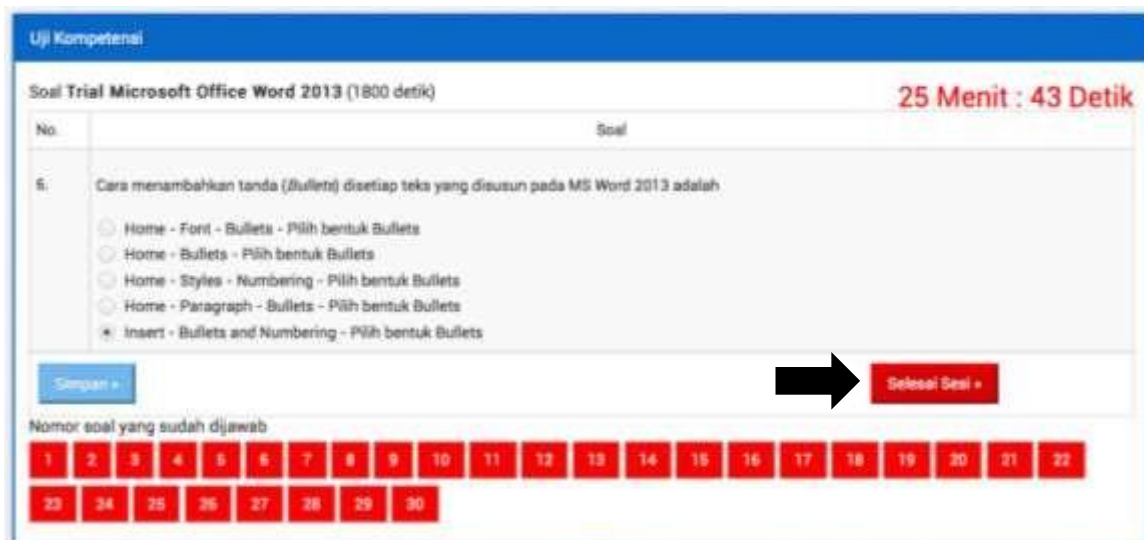 Uji Kompetensi
Soal Trial Microsoft Office Word 2013 (1800 detik)
25 Menit : 43 Detik
No. Soal
6. Cara menambahkan tanda (Bullets) disetiap teks yang disusun pada MS Word 2013 adalah
Home - Font - Bullets - Pilih bentuk Bullets
Home - Bullets - Pilih bentuk Bullets
Home - Styles - Numbering - Pilih bentuk Bullets
Home - Paragraph - Bullets - Pilih bentuk Bullets
Insert - Bullets and Numbering - Pilih bentuk Bullets
Simpan »
Selesai Sesi »
Nomor soal yang sudah dijawab
1 2 3 4 5 6 7 8 9 10 11 12 13 14 15 16 17 18 19 20 21 22
23 24 25 26 27 28 29 30